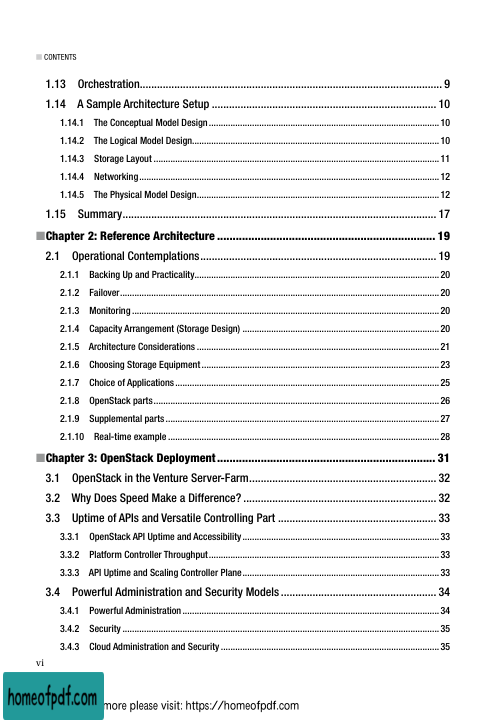 CONTENTS
1.13 Orchestration 9
1.14 A Sample Architecture Setup 10
1.14.1 The Conceptual Model Design 10
1.14.2 The Logical Model Design 10
1.14.3 Storage Layout 11
1.14.4 Networking 12
1.14.5 The Physical Model Design 12
1.15 Summary 17
Chapter 2: Reference Architecture 19
2.1 Operational Contemplations 19
2.1.1 Backing Up and Practicality 20
2.1.2 Failover 20
2.1.3 Monitoring 20
2.1.4 Capacity Arrangement (Storage Design) 20
2.1.5 Architecture Considerations 21
2.1.6 Choosing Storage Equipment 23
2.1.7 Choice of Applications 25
2.1.8 OpenStack parts 26
2.1.9 Supplemental parts 27
2.1.10 Real-time example 28
Chapter 3: OpenStack Deployment 31
3.1 OpenStack in the Venture Server-Farm 32
3.2 Why Does Speed Make a Difference? 32
3.3 Uptime of APIs and Versatile Controlling Part 33
3.3.1 OpenStack API Uptime and Accessibility 33
3.3.2 Platform Controller Throughput 33
3.3.3 API Uptime and Scaling Controller Plane 33
3.4 Powerful Administration and Security Models 34
3.4.1 Powerful Administration 34
3.4.2 Security 35
3.4.3 Cloud Administration and Security 35
vi
homeofpdf.com
more please visit: https://homeofpdf.com